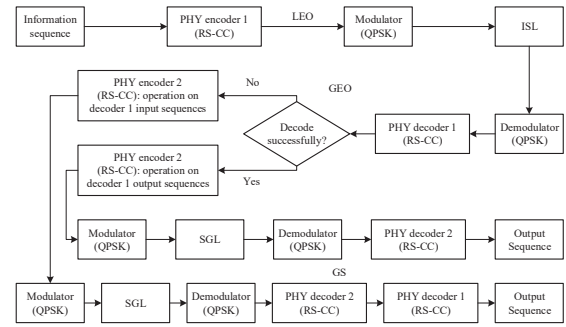 Information
sequence
PHY encoder 1
(RS-CC)
LEO
Modulator
(QPSK)
ISL
PHY encoder 2
(RS-CC): operation on
decoder 1 input sequences
No
GEO
Decode
successfully?
PHY decoder 1
(RS-CC)
Demodulator
(QPSK)
PHY encoder 2
(RS-CC): operation on
decoder 1 output sequences
Yes
Modulator
(QPSK)
SGL
Demodulator
(QPSK)
PHY decoder 2
(RS-CC)
Output
Sequence
GS
Modulator
(QPSK)
SGL
Demodulator
(QPSK)
PHY decoder 2
(RS-CC)
PHY decoder 1
(RS-CC)
Output
Sequence